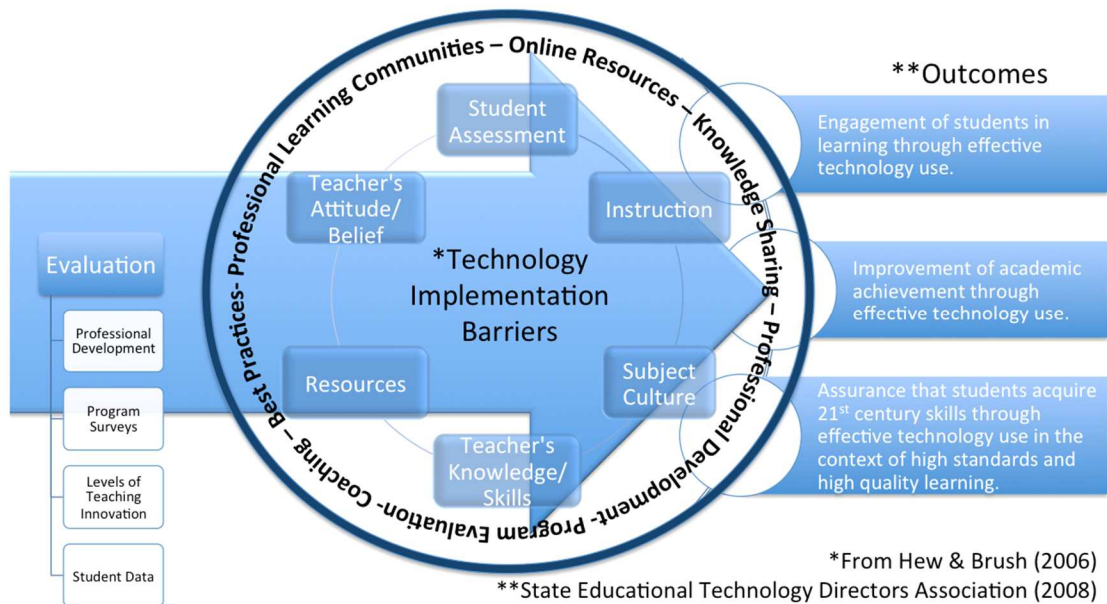 **Outcomes
Best Practices- Professional Learning Communities – Online Resources – Knowledge Sharing – Professional Development- Program Evaluation- Coaching –
Evaluation
Professional
Development
Program
Surveys
Levels of
Teaching
Innovation
Student Data
*Technology
Implementation
Barriers
Student
Assessment
Instruction
Subject
Culture
Teacher's
Knowledge/
Skills
Resources
Teacher's
Attitude/
Belief
Engagement of students in
learning through effective
technology use.
Improvement of academic
achievement through
effective technology use.
Assurance that students acquire
21st century skills through
effective technology use in the
context of high standards and
high quality learning.
*From Hew & Brush (2006)
**State Educational Technology Directors Association (2008)